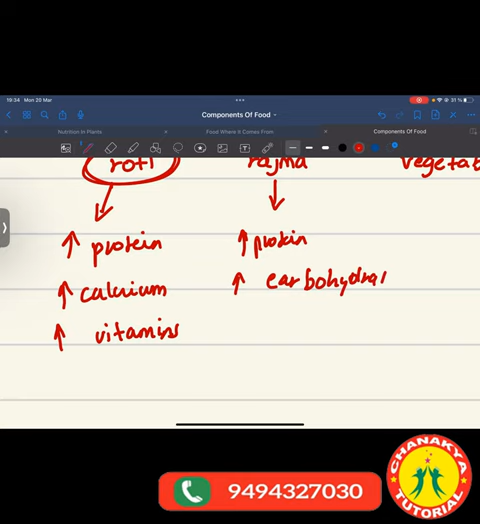 19:34 Mon 20 Mar
31 %
Components Of Food
Nutrition In Plants
Food Where It Comes From
Components Of Food
roti rajma vegetab
↑ protein ↑ protein
↑ calcium ↑ carbohydrat
↑ vitamins
9494327030
CHANAKYA
TUTORIAL